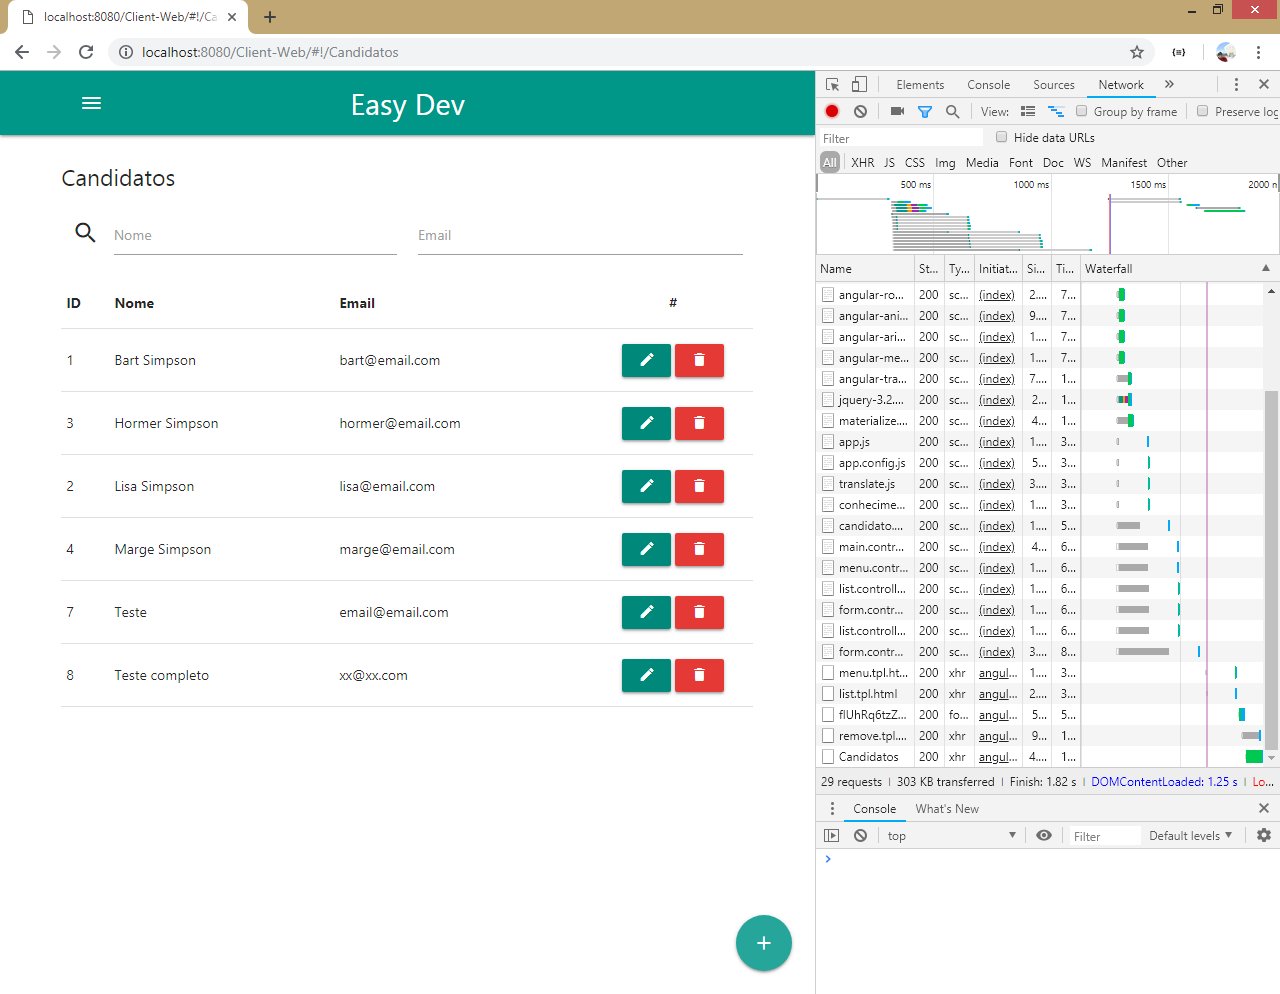 localhost:8080/Client-Web/#!/Ca
localhost:8080/Client-Web/#!/Candidatos
Easy Dev
Candidatos
Nome Email
ID Nome Email #
1 Bart Simpson bart@email.com
3 Hormer Simpson hormer@email.com
2 Lisa Simpson lisa@email.com
4 Marge Simpson marge@email.com
7 Teste email@email.com
8 Teste completo xx@xx.com
Elements Console Sources Network
View: Group by frame Preserve log
Filter Hide data URLs
All XHR JS CSS Img Media Font Doc WS Manifest Other
500 ms 1000 ms 1500 ms 2000 n
Name St... Ty... Initiat... Si... Ti... Waterfall
angular-ro... 200 sc... (index) 2.... 7...
angular-ani... 200 sc... (index) 9.... 7...
angular-ari... 200 sc... (index) 1.... 7...
angular-me... 200 sc... (index) 1.... 7...
angular-tra... 200 sc... (index) 7.... 1...
jquery-3.2.... 200 sc... (index) 2... 1...
materialize.... 200 sc... (index) 4... 1...
app.js 200 sc... (index) 1.... 3...
app.config.js 200 sc... (index) 5... 3...
translate.js 200 sc... (index) 3.... 3...
conhecime... 200 sc... (index) 1.... 3...
candidato.... 200 sc... (index) 1.... 5...
main.contr... 200 sc... (index) 4... 6...
menu.contr... 200 sc... (index) 1.... 6...
list.controll... 200 sc... (index) 1.... 6...
form.contr... 200 sc... (index) 1.... 6...
list.controll... 200 sc... (index) 1.... 6...
form.contr... 200 sc... (index) 3.... 8...
menu.tpl.ht... 200 xhr angul... 1.... 3...
list.tpl.html 200 xhr angul... 2.... 3...
flUhRq6tzZ... 200 fo... angul... 5... 5...
remove.tpl.... 200 xhr angul... 9... 1...
Candidatos 200 xhr angul... 4.... 1...
29 requests 303 KB transferred Finish: 1.82 s DOMContentLoaded: 1.25 s Lo...
Console What's New
top Filter Default levels